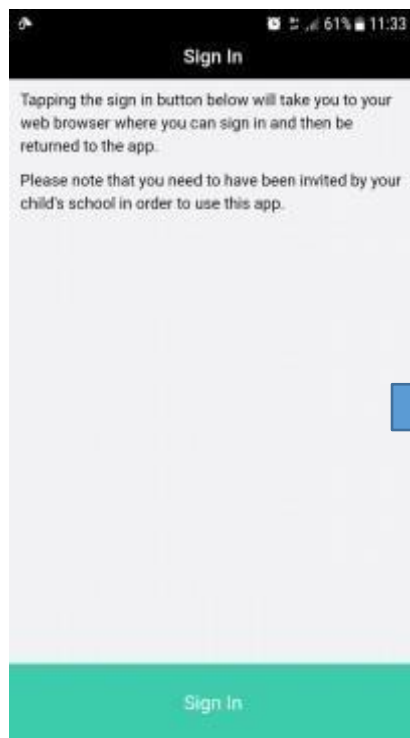 61% 11:33
Sign In
Tapping the sign in button below will take you to your
web browser where you can sign in and then be
returned to the app.
Please note that you need to have been invited by your
child's school in order to use this app.
Sign In